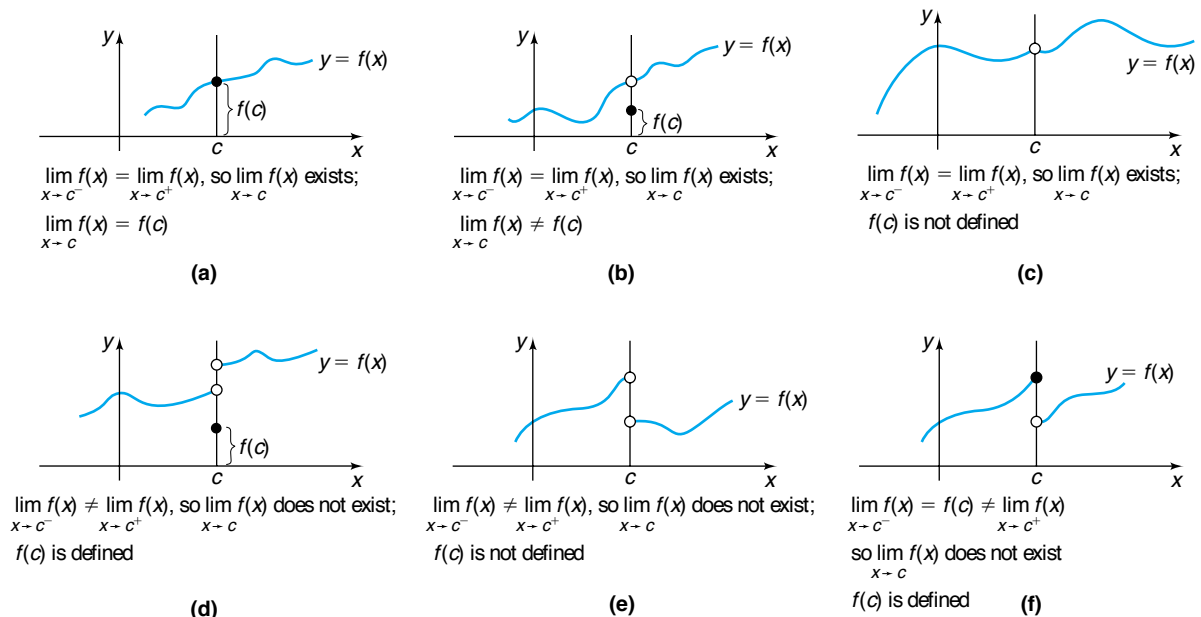 y
y = f(x)
f(c)
c
x
lim f(x) = lim f(x), so lim f(x) exists;
x→c⁻ x→c⁺ x→c
lim f(x) = f(c)
x→c
(a)
y
y = f(x)
f(c)
c
x
lim f(x) = lim f(x), so lim f(x) exists;
x→c⁻ x→c⁺ x→c
lim f(x) ≠ f(c)
x→c
(b)
y
y = f(x)
c
x
lim f(x) = lim f(x), so lim f(x) exists;
x→c⁻ x→c⁺ x→c
f(c) is not defined
(c)
y
y = f(x)
f(c)
c
x
lim f(x) ≠ lim f(x), so lim f(x) does not exist;
x→c⁻ x→c⁺ x→c
f(c) is defined
(d)
y
y = f(x)
c
x
lim f(x) ≠ lim f(x), so lim f(x) does not exist;
x→c⁻ x→c⁺ x→c
f(c) is not defined
(e)
y
y = f(x)
c
x
lim f(x) = f(c) ≠ lim f(x)
x→c⁻ x→c⁺
so lim f(x) does not exist
x→c
f(c) is defined
(f)